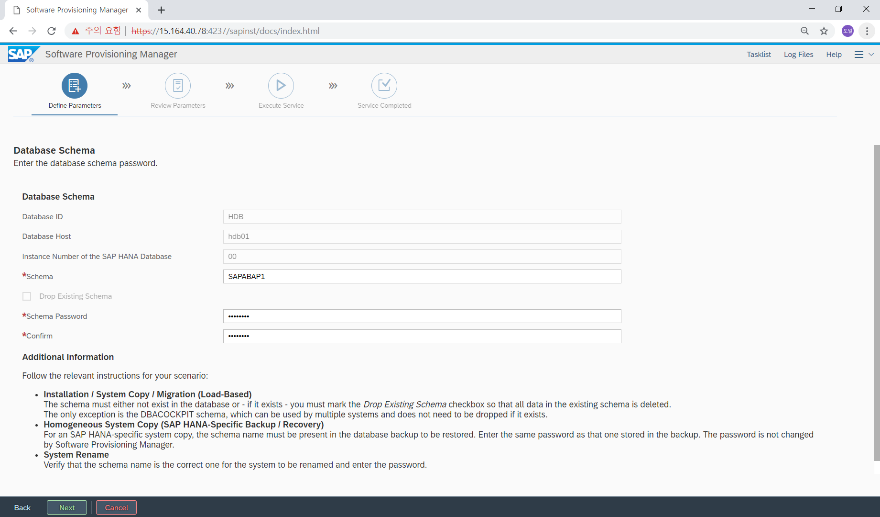 Software Provisioning Manager
수의 요함 | https://15.164.40.78:4237//sapinst/docs/index.html
SAP Software Provisioning Manager
Tasklist Log Files Help
Define Parameters
Review Parameters
Execute Service
Service Completed
Database Schema
Enter the database schema password.
Database Schema
Database ID HDB
Database Host hdb01
Instance Number of the SAP HANA Database 00
*Schema SAPABAP1
Drop Existing Schema
*Schema Password ••••••••
*Confirm ••••••••
Additional Information
Follow the relevant instructions for your scenario:
• Installation / System Copy / Migration (Load-Based)
The schema must either not exist in the database or - if it exists - you must mark the Drop Existing Schema checkbox so that all data in the existing schema is deleted.
The only exception is the DBACOCKPIT schema, which can be used by multiple systems and does not need to be dropped if it exists.
• Homogeneous System Copy (SAP HANA-Specific Backup / Recovery)
For an SAP HANA-specific system copy, the schema name must be present in the database backup to be restored. Enter the same password as that one stored in the backup. The password is not changed
by Software Provisioning Manager.
• System Rename
Verify that the schema name is the correct one for the system to be renamed and enter the password.
Back Next Cancel